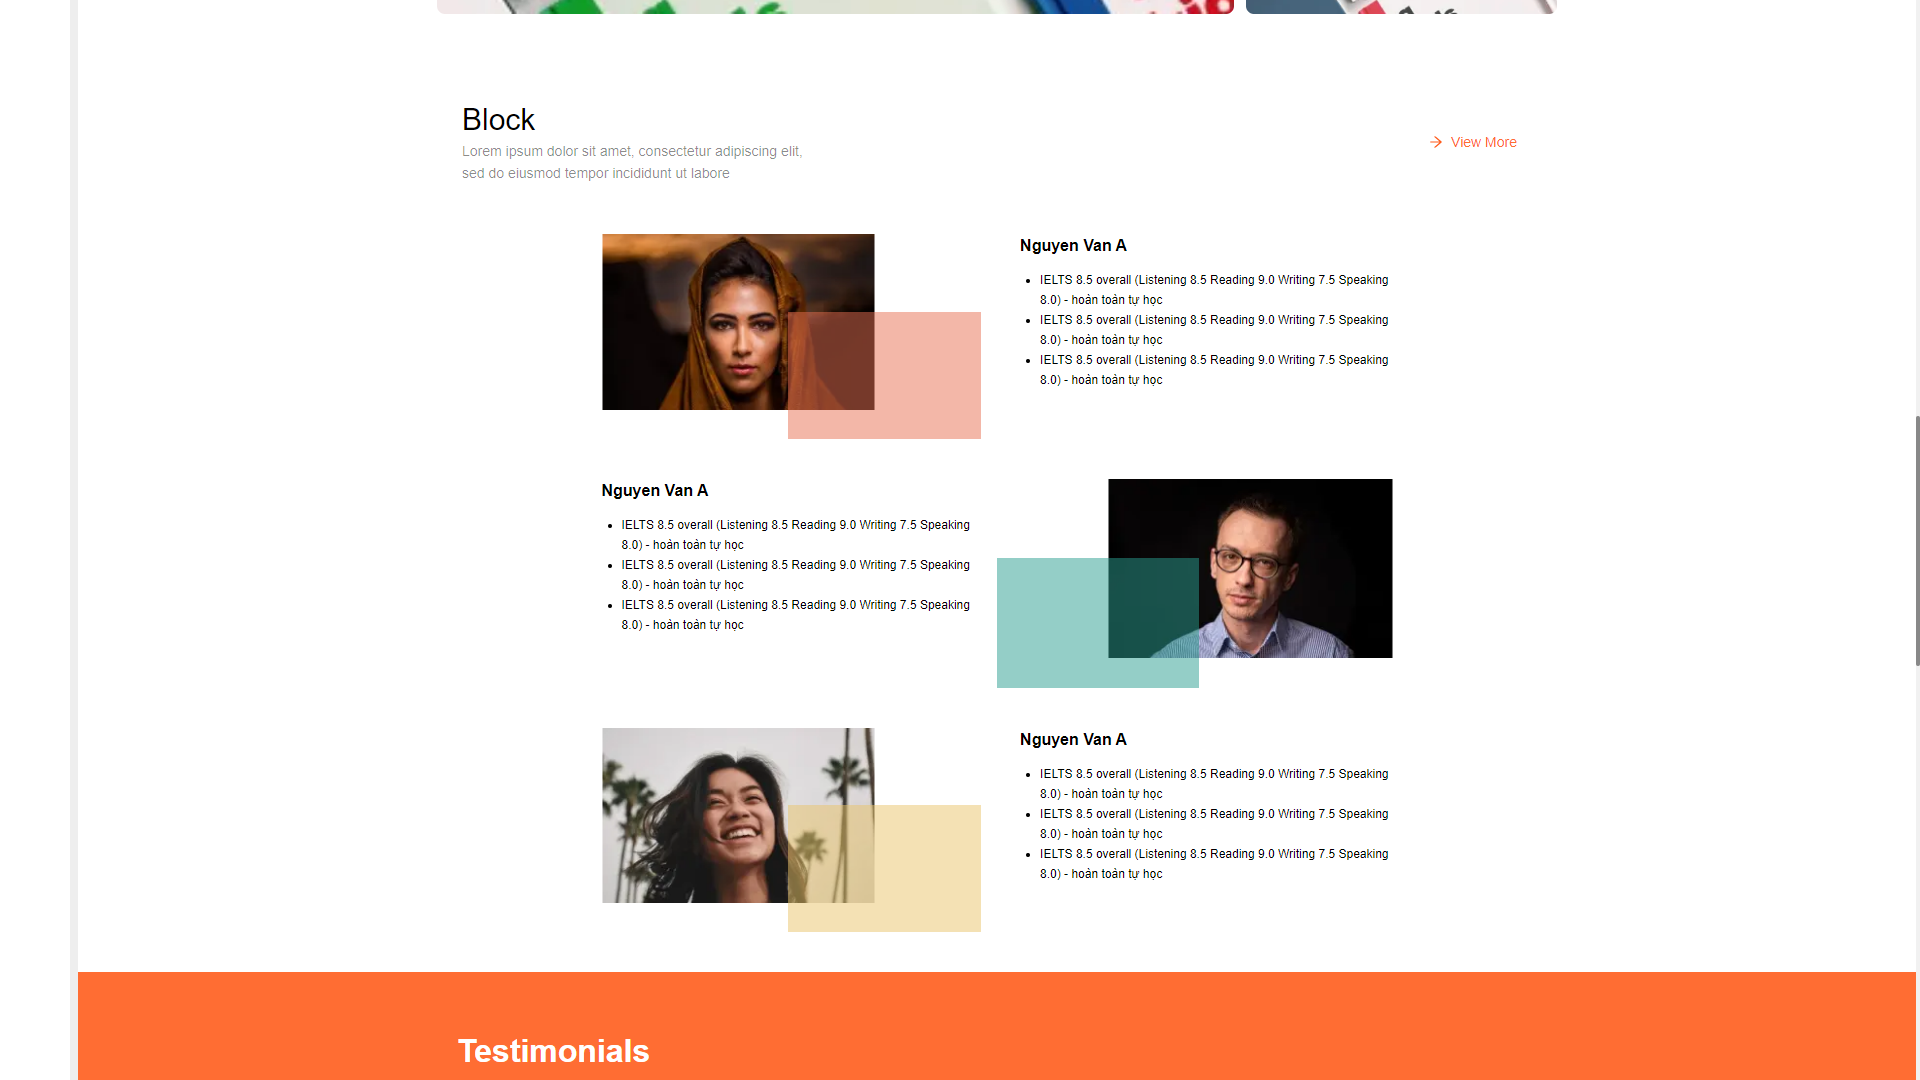 Block
Lorem ipsum dolor sit amet, consectetur adipiscing elit,
sed do eiusmod tempor incididunt ut labore
→ View More
Nguyen Van A
• IELTS 8.5 overall (Listening 8.5 Reading 9.0 Writing 7.5 Speaking
8.0) - hoàn toàn tự học
• IELTS 8.5 overall (Listening 8.5 Reading 9.0 Writing 7.5 Speaking
8.0) - hoàn toàn tự học
• IELTS 8.5 overall (Listening 8.5 Reading 9.0 Writing 7.5 Speaking
8.0) - hoàn toàn tự học
Nguyen Van A
• IELTS 8.5 overall (Listening 8.5 Reading 9.0 Writing 7.5 Speaking
8.0) - hoàn toàn tự học
• IELTS 8.5 overall (Listening 8.5 Reading 9.0 Writing 7.5 Speaking
8.0) - hoàn toàn tự học
• IELTS 8.5 overall (Listening 8.5 Reading 9.0 Writing 7.5 Speaking
8.0) - hoàn toàn tự học
Nguyen Van A
• IELTS 8.5 overall (Listening 8.5 Reading 9.0 Writing 7.5 Speaking
8.0) - hoàn toàn tự học
• IELTS 8.5 overall (Listening 8.5 Reading 9.0 Writing 7.5 Speaking
8.0) - hoàn toàn tự học
• IELTS 8.5 overall (Listening 8.5 Reading 9.0 Writing 7.5 Speaking
8.0) - hoàn toàn tự học
Testimonials